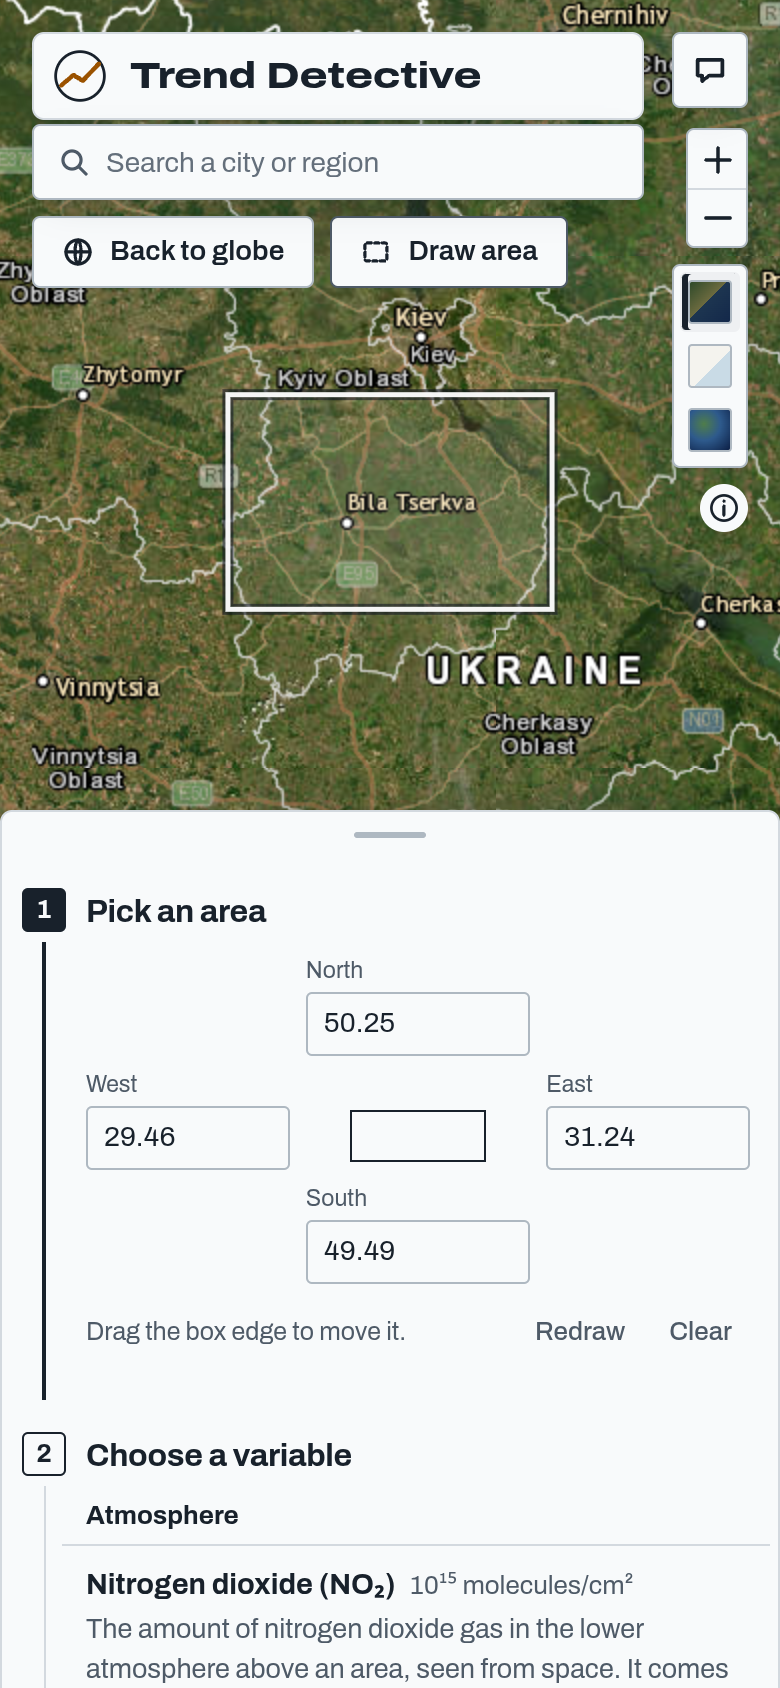 Chernihiv
Trend Detective
Search a city or region
Back to globe
Draw area
Oblast
Kiev
Kiev
Zhytomyr
Kyiv Oblast
Bila Tserkva
E95
UKRAINE
Vinnytsia
Cherkasy
Oblast
N01
Vinnytsia
Oblast
E50
1
Pick an area
North
50.25
West
East
29.46
31.24
South
49.49
Drag the box edge to move it.
Redraw
Clear
2
Choose a variable
Atmosphere
Nitrogen dioxide (NO₂) 10¹⁵ molecules/cm²
The amount of nitrogen dioxide gas in the lower
atmosphere above an area, seen from space. It comes